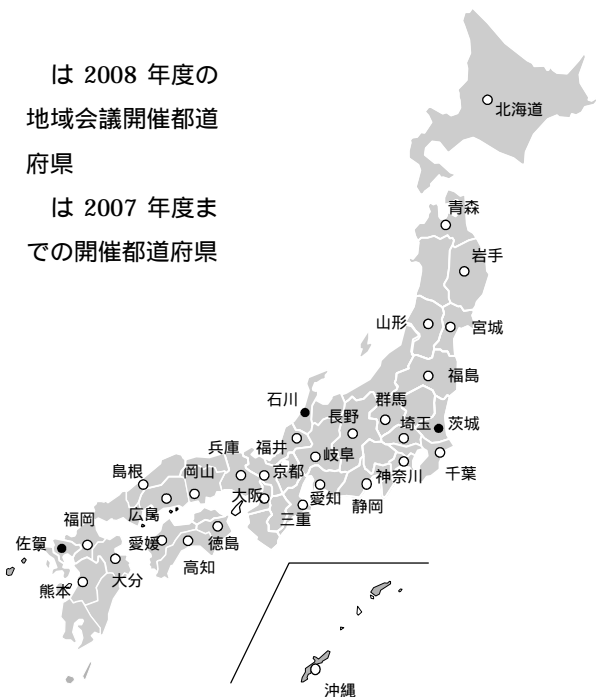 は 2008 年度の
地域会議開催都道
府県
は 2007 年度ま
での開催都道府県
北海道
青森
岩手
山形
宮城
福島
石川
群馬
長野
埼玉
茨城
兵庫
福井
岐阜
千葉
島根
岡山
京都
神奈川
大阪
愛知
静岡
広島
三重
福岡
佐賀
愛媛
徳島
高知
大分
熊本
沖縄